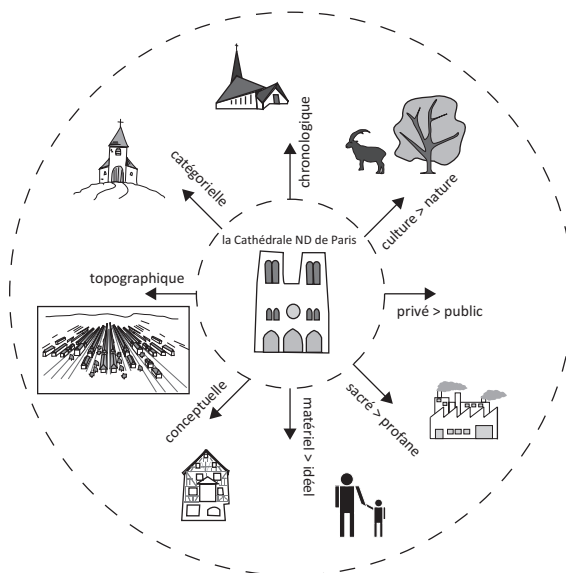 chronologique
catégorielle
culture > nature
la Cathédrale ND de Paris
topographique
privé > public
conceptuelle
matériel > idéel
sacré > profane